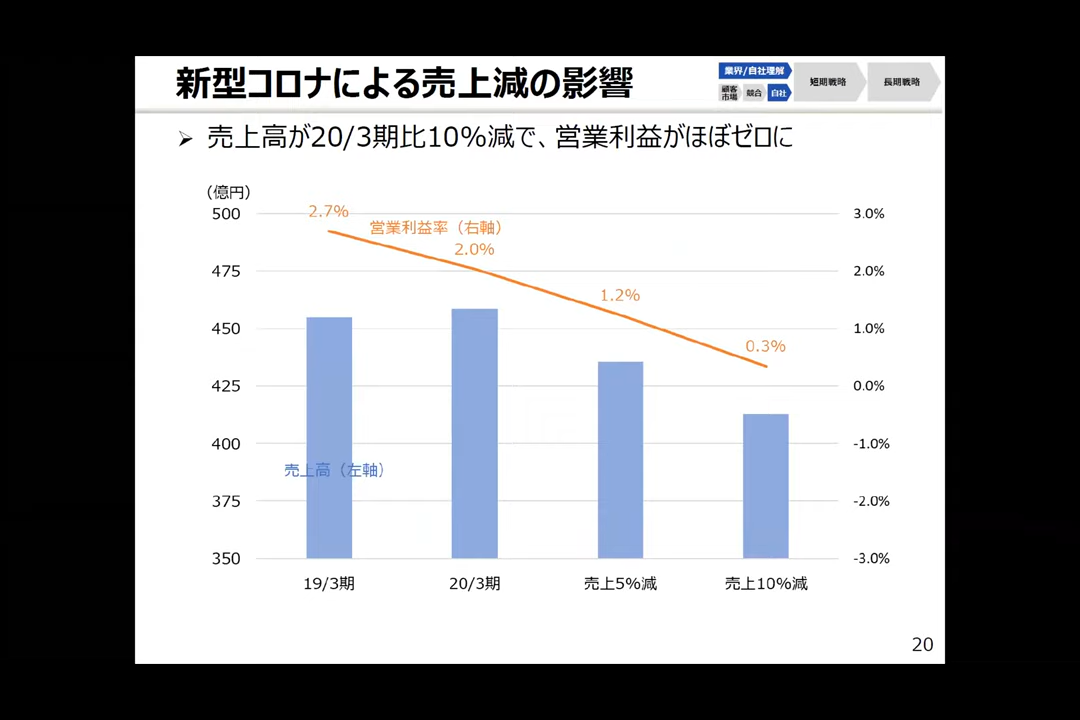 新型コロナによる売上減の影響
業界/自社理解
顧客
市場
競合
自社
短期戦略
長期戦略
➢ 売上高が20/3期比10%減で、営業利益がほぼゼロに
（億円）
500
475
450
425
400
375
350
3.0%
2.0%
1.0%
0.0%
-1.0%
-2.0%
-3.0%
2.7%
営業利益率（右軸）
2.0%
1.2%
0.3%
売上高（左軸）
19/3期
20/3期
売上5%減
売上10%減
20